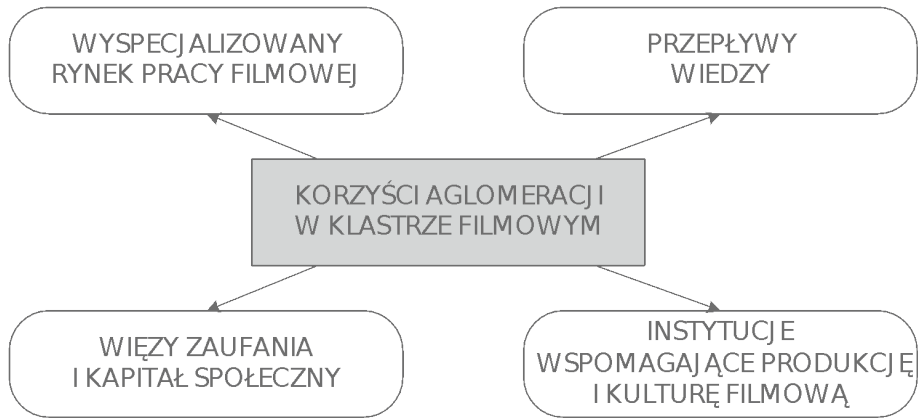 WYSPECJALIZOWANY
RYNEK PRACY FILMOWEJ
PRZEPŁYWY
WIEDZY
KORZYŚCI AGLOMERACJI
W KLASTRZE FILMOWYM
WIĘZY ZAUFANIA
I KAPITAŁ SPOŁECZNY
INSTYTUCJE
WSPOMAGAJĄCE PRODUKCJĘ
I KULTURĘ FILMOWĄ